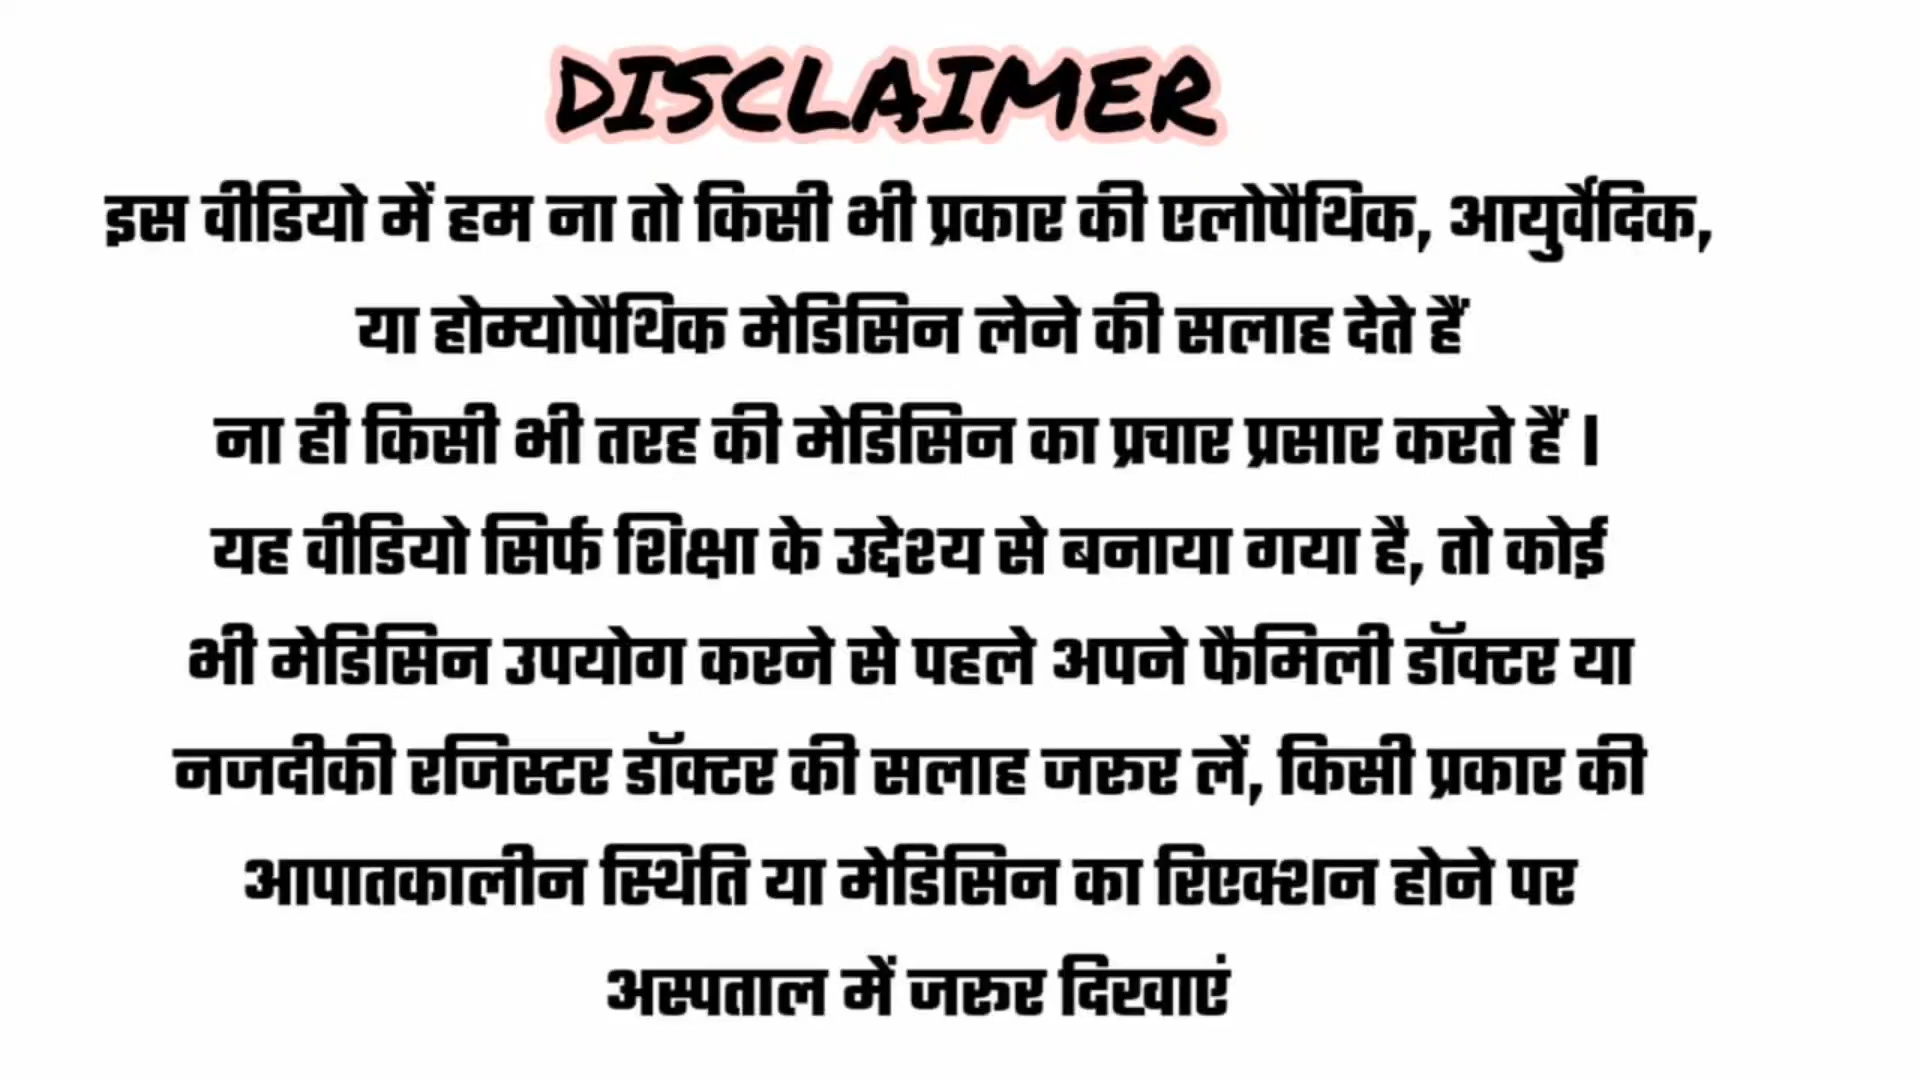 DISCLAIMER
इस वीडियो में हम ना तो किसी भी प्रकार की एलोपैथिक, आयुर्वेदिक,
या होम्योपैथिक मेडिसिन लेने की सलाह देते हैं
ना ही किसी भी तरह की मेडिसिन का प्रचार प्रसार करते हैं ।
यह वीडियो सिर्फ शिक्षा के उद्देश्य से बनाया गया है, तो कोई
भी मेडिसिन उपयोग करने से पहले अपने फैमिली डॉक्टर या
नजदीकी रजिस्टर डॉक्टर की सलाह जरूर लें, किसी प्रकार की
आपातकालीन स्थिति या मेडिसिन का रिएक्शन होने पर
अस्पताल में जरूर दिखाएं